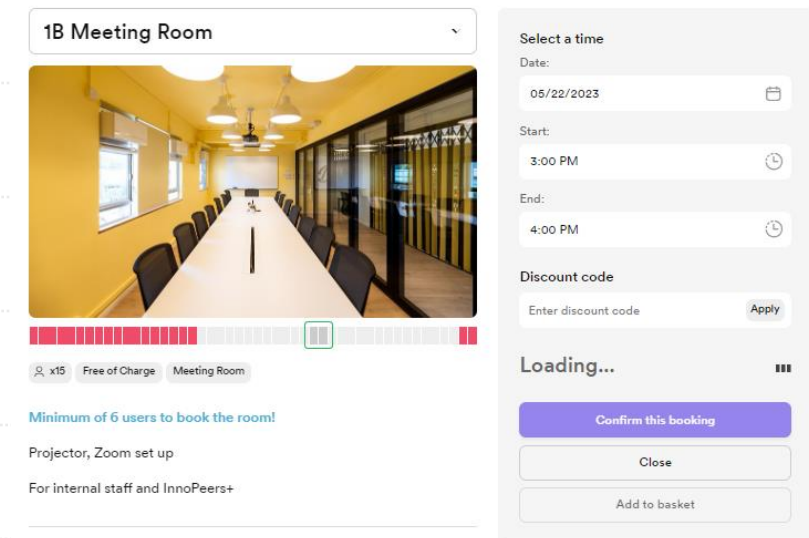 1B Meeting Room
x15
Free of Charge
Meeting Room
Minimum of 6 users to book the room!
Projector, Zoom set up
For internal staff and InnoPeers+
Select a time
Date:
05/22/2023
Start:
3:00 PM
End:
4:00 PM
Discount code
Enter discount code
Apply
Loading...
Confirm this booking
Close
Add to basket